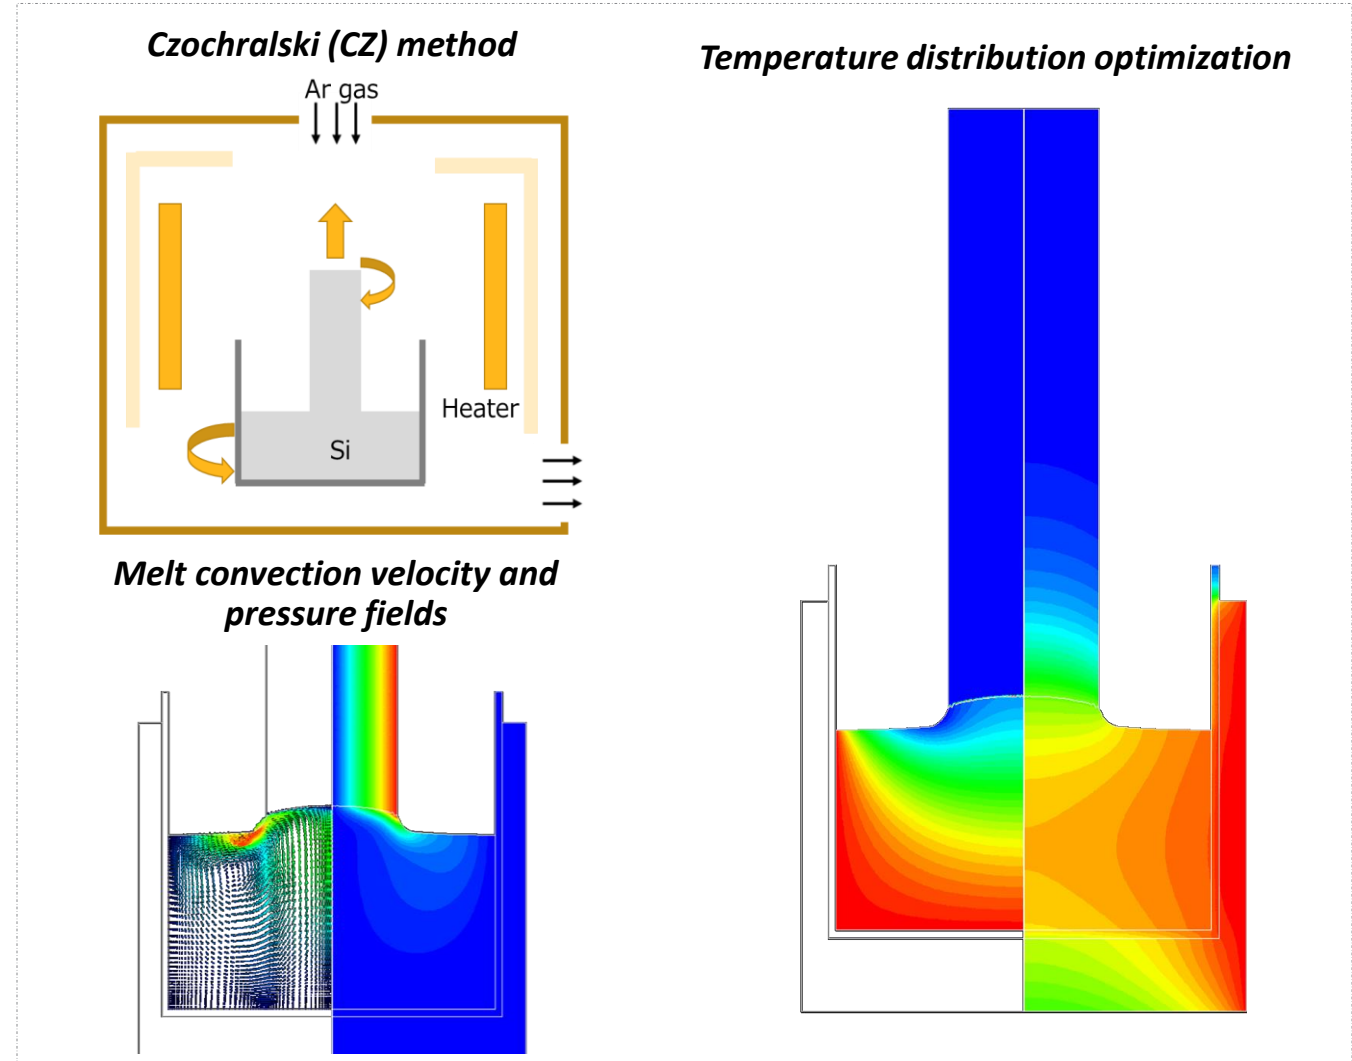 Czochralski (CZ) method
Ar gas
Heater
Si
Melt convection velocity and
pressure fields
Temperature distribution optimization